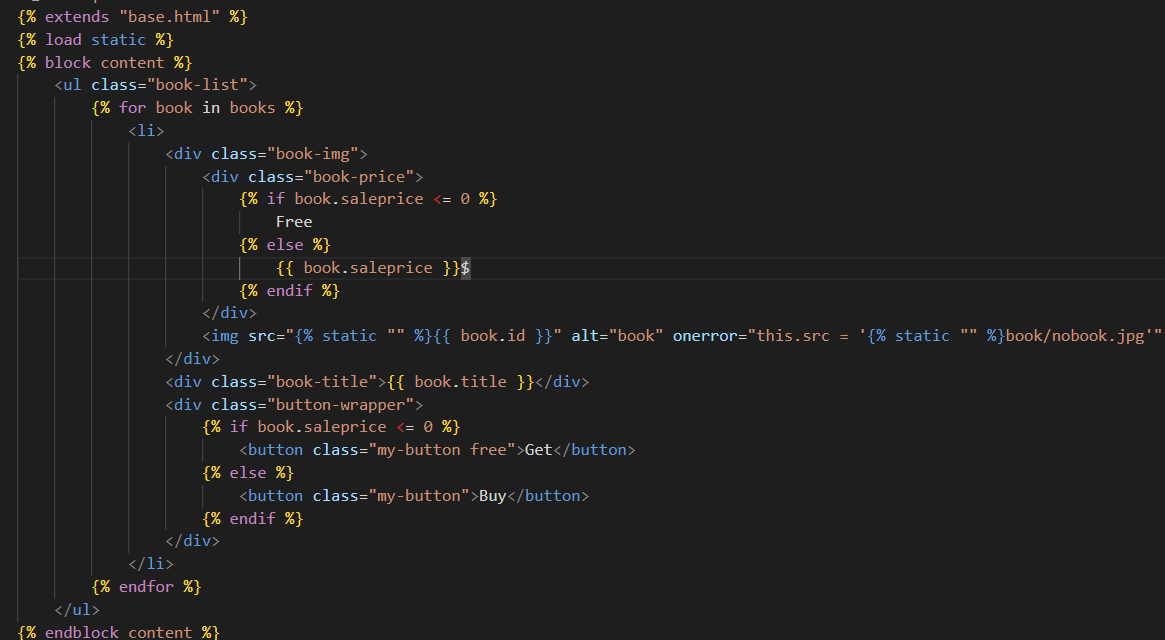 {% extends "base.html" %}
{% load static %}
{% block content %}
    <ul class="book-list">
        {% for book in books %}
            <li>
                <div class="book-img">
                    <div class="book-price">
                        {% if book.saleprice <= 0 %}
                            Free
                        {% else %}
                            {{ book.saleprice }}$
                        {% endif %}
                    </div>
                    <img src="{% static "" %}{{ book.id }}" alt="book" onerror="this.src = '{% static "" %}book/nobook.jpg'"
                </div>
                <div class="book-title">{{ book.title }}</div>
                <div class="button-wrapper">
                    {% if book.saleprice <= 0 %}
                        <button class="my-button free">Get</button>
                    {% else %}
                        <button class="my-button">Buy</button>
                    {% endif %}
                </div>
            </li>
        {% endfor %}
    </ul>
{% endblock content %}